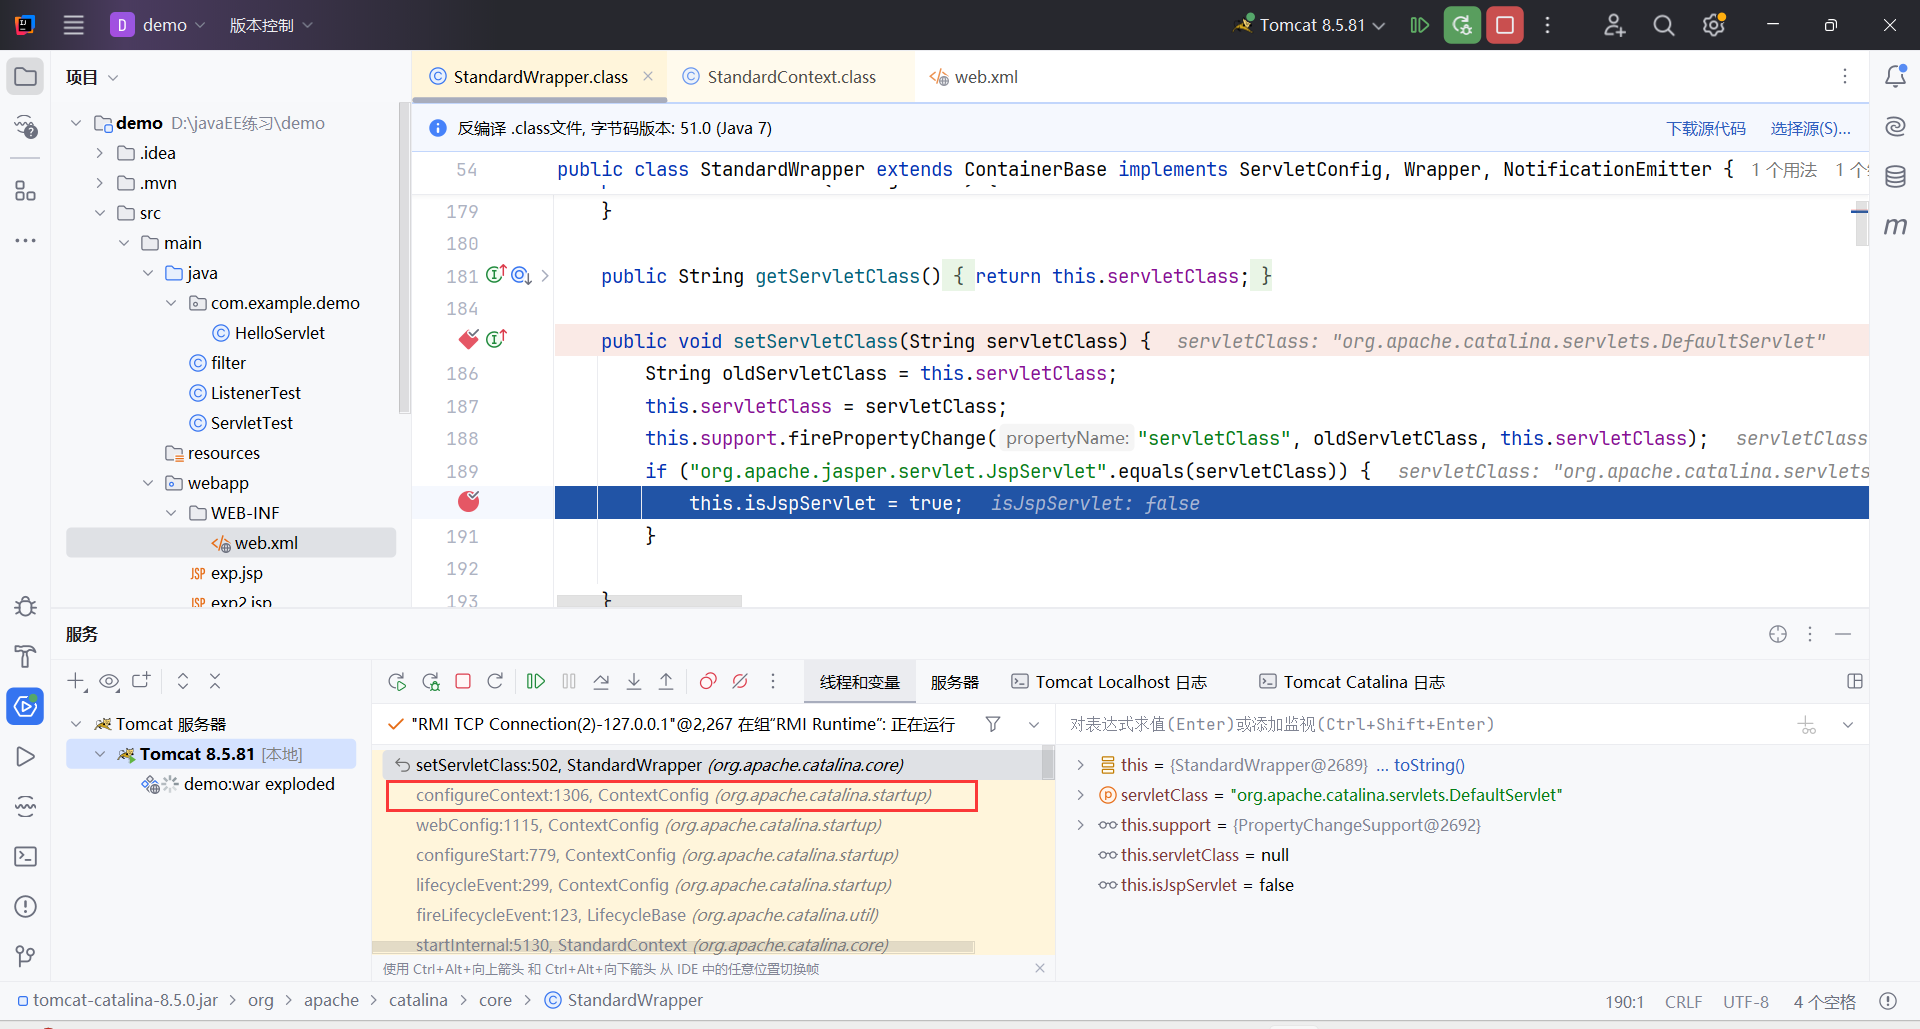 D demo 版本控制 Tomcat 8.5.81
项目
StandardWrapper.class StandardContext.class web.xml
demo D:\javaEE练习\demo
.idea
.mvn
src
main
java
com.example.demo
HelloServlet
filter
ListenerTest
ServletTest
resources
webapp
WEB-INF
web.xml
JSP exp.jsp
JSP exp2.jsp
反编译 .class文件, 字节码版本: 51.0 (Java 7) 下载源代码 选择源(S)...
54 public class StandardWrapper extends ContainerBase implements ServletConfig, Wrapper, NotificationEmitter { 1 个用法 1 个
179 }
180
181 public String getServletClass() { return this.servletClass; }
184
public void setServletClass(String servletClass) { servletClass: "org.apache.catalina.servlets.DefaultServlet"
186 String oldServletClass = this.servletClass;
187 this.servletClass = servletClass;
188 this.support.firePropertyChange( propertyName: "servletClass", oldServletClass, this.servletClass); servletClass
189 if ("org.apache.jasper.servlet.JspServlet".equals(servletClass)) { servletClass: "org.apache.catalina.servlets
this.isJspServlet = true; isJspServlet: false
191 }
192
193 }
服务
线程和变量 服务器 Tomcat Localhost 日志 Tomcat Catalina 日志
Tomcat 服务器
Tomcat 8.5.81 [本地]
demo:war exploded
"RMI TCP Connection(2)-127.0.0.1"@2,267 在组“RMI Runtime”: 正在运行
setServletClass:502, StandardWrapper (org.apache.catalina.core)
configureContext:1306, ContextConfig (org.apache.catalina.startup)
webConfig:1115, ContextConfig (org.apache.catalina.startup)
configureStart:779, ContextConfig (org.apache.catalina.startup)
lifecycleEvent:299, ContextConfig (org.apache.catalina.startup)
fireLifecycleEvent:123, LifecycleBase (org.apache.catalina.util)
startInternal:5130, StandardContext (org.apache.catalina.core)
使用 Ctrl+Alt+向上箭头 和 Ctrl+Alt+向下箭头 从 IDE 中的任意位置切换帧
对表达式求值(Enter)或添加监视(Ctrl+Shift+Enter)
this = {StandardWrapper@2689} ... toString()
servletClass = "org.apache.catalina.servlets.DefaultServlet"
this.support = {PropertyChangeSupport@2692}
this.servletClass = null
this.isJspServlet = false
tomcat-catalina-8.5.0.jar > org > apache > catalina > core > StandardWrapper
190:1 CRLF UTF-8 4 个空格